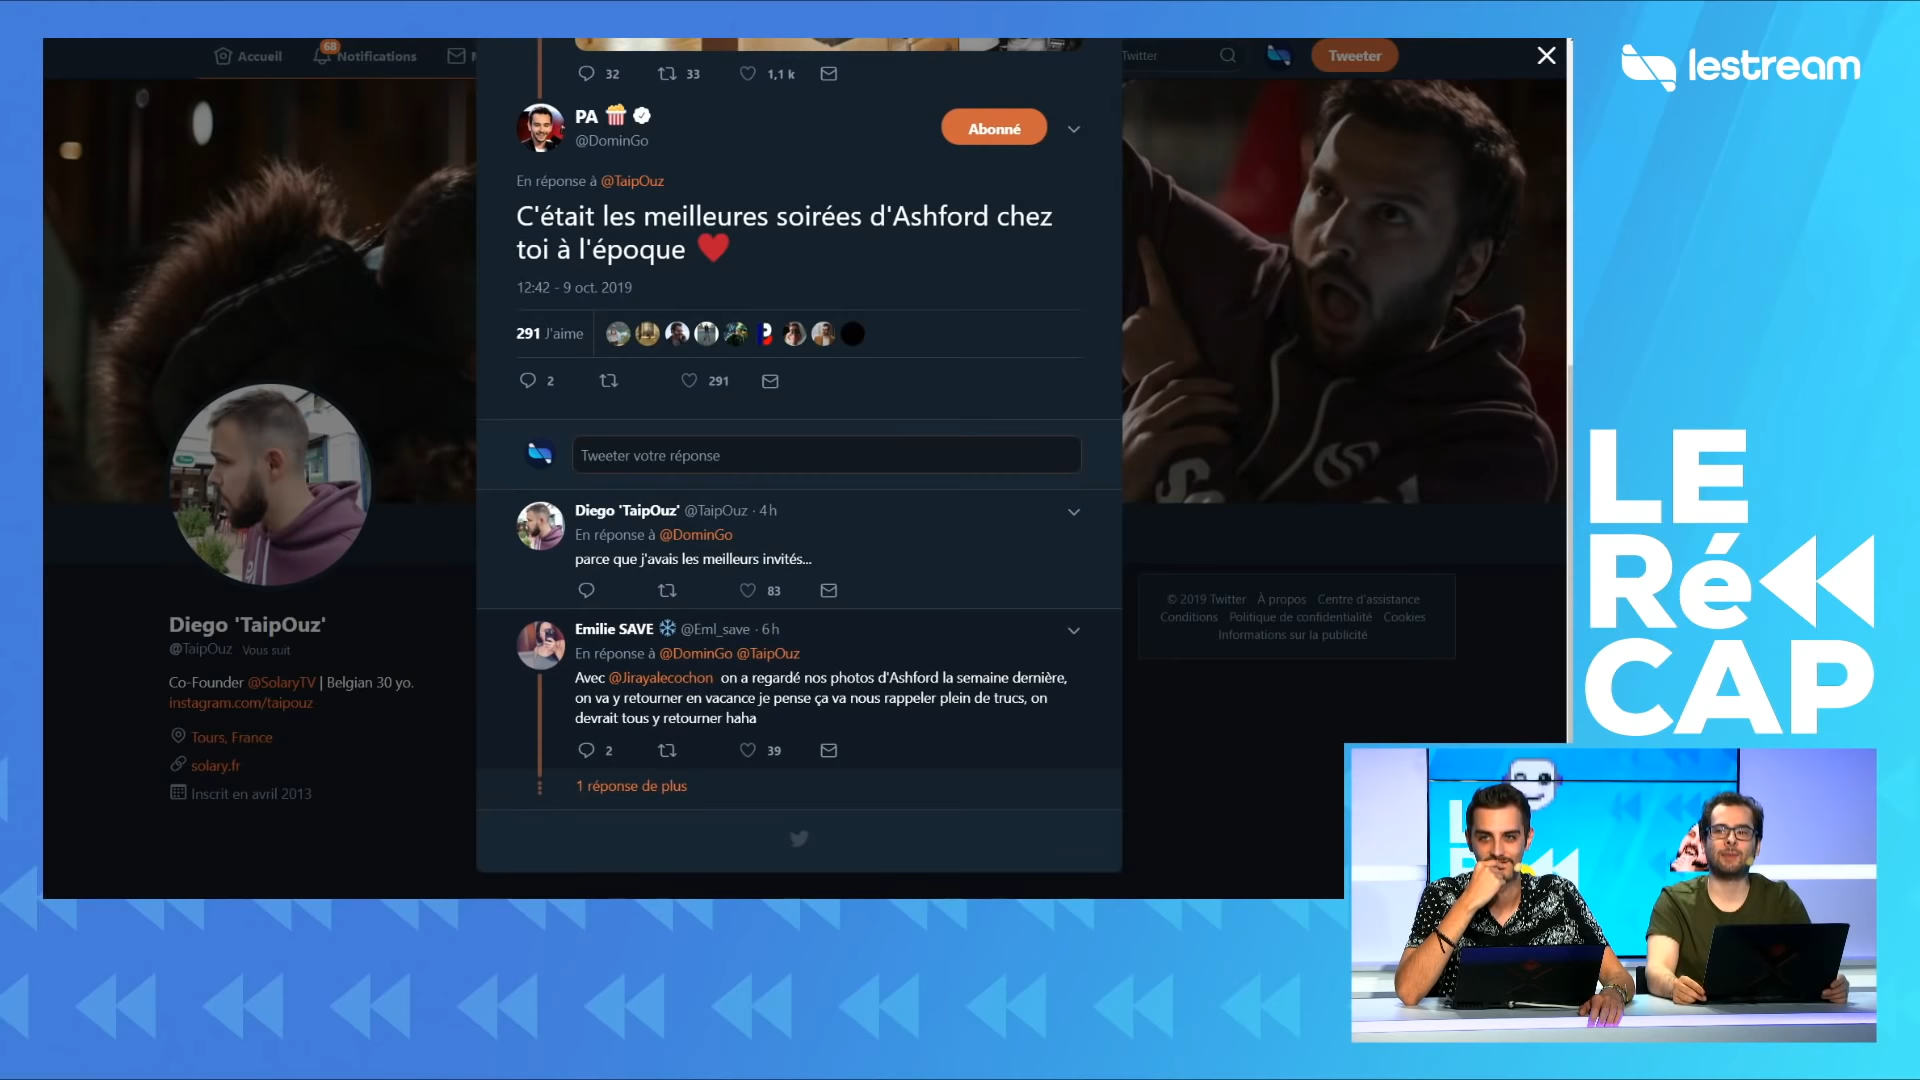 Accueil
68
Notifications
Twitter
Tweeter
lestream
32
33
1,1 k
PA
@DominGo
Abonné
En réponse à @TaipOuz
C'était les meilleures soirées d'Ashford chez
toi à l'époque
12:42 - 9 oct. 2019
291 J'aime
2
291
Tweeter votre réponse
Diego 'TaipOuz' @TaipOuz · 4 h
En réponse à @DominGo
parce que j'avais les meilleurs invités...
83
Emilie SAVE @Eml_save · 6 h
En réponse à @DominGo @TaipOuz
Avec @Jirayalecochon on a regardé nos photos d'Ashford la semaine dernière,
on va y retourner en vacance je pense ça va nous rappeler plein de trucs, on
devrait tous y retourner haha
2
39
1 réponse de plus
Diego 'TaipOuz'
@TaipOuz Vous suit
Co-Founder @SolaryTV | Belgian 30 yo.
instagram.com/taipouz
Tours, France
solary.fr
Inscrit en avril 2013
© 2019 Twitter À propos Centre d'assistance
Conditions Politique de confidentialité Cookies
Informations sur la publicité
LE
Ré
CAP